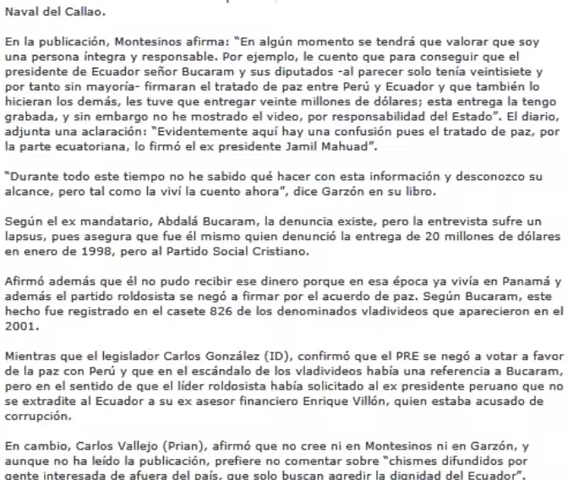 Naval del Callao.
En la publicación, Montesinos afirma: “En algún momento se tendrá que valorar que soy
una persona íntegra y responsable. Por ejemplo, le cuento que para conseguir que el
presidente de Ecuador señor Bucaram y sus diputados -al parecer solo tenía veintisiete y
por tanto sin mayoría- firmaran el tratado de paz entre Perú y Ecuador y que también lo
hicieran los demás, les tuve que entregar veinte millones de dólares; esta entrega la tengo
grabada, y sin embargo no he mostrado el video, por responsabilidad del Estado”. El diario,
adjunta una aclaración: “Evidentemente aquí hay una confusión pues el tratado de paz, por
la parte ecuatoriana, lo firmó el ex presidente Jamil Mahuad”.
“Durante todo este tiempo no he sabido qué hacer con esta información y desconozco su
alcance, pero tal como la viví la cuento ahora”, dice Garzón en su libro.
Según el ex mandatario, Abdalá Bucaram, la denuncia existe, pero la entrevista sufre un
lapsus, pues asegura que fue él mismo quien denunció la entrega de 20 millones de dólares
en enero de 1998, pero al Partido Social Cristiano.
Afirmó además que él no pudo recibir ese dinero porque en esa época ya vivía en Panamá y
además el partido roldosista se negó a firmar por el acuerdo de paz. Según Bucaram, este
hecho fue registrado en el casete 826 de los denominados vladivideos que aparecieron en el
2001.
Mientras que el legislador Carlos González (ID), confirmó que el PRE se negó a votar a favor
de la paz con Perú y que en el escándalo de los vladivideos había una referencia a Bucaram,
pero en el sentido de que el líder roldosista había solicitado al ex presidente peruano que no
se extradite al Ecuador a su ex asesor financiero Enrique Villón, quien estaba acusado de
corrupción.
En cambio, Carlos Vallejo (Prian), afirmó que no cree ni en Montesinos ni en Garzón, y
aunque no ha leído la publicación, prefiere no comentar sobre “chismes difundidos por
gente interesada de afuera del país, que solo buscan agredir la dignidad del Ecuador”.